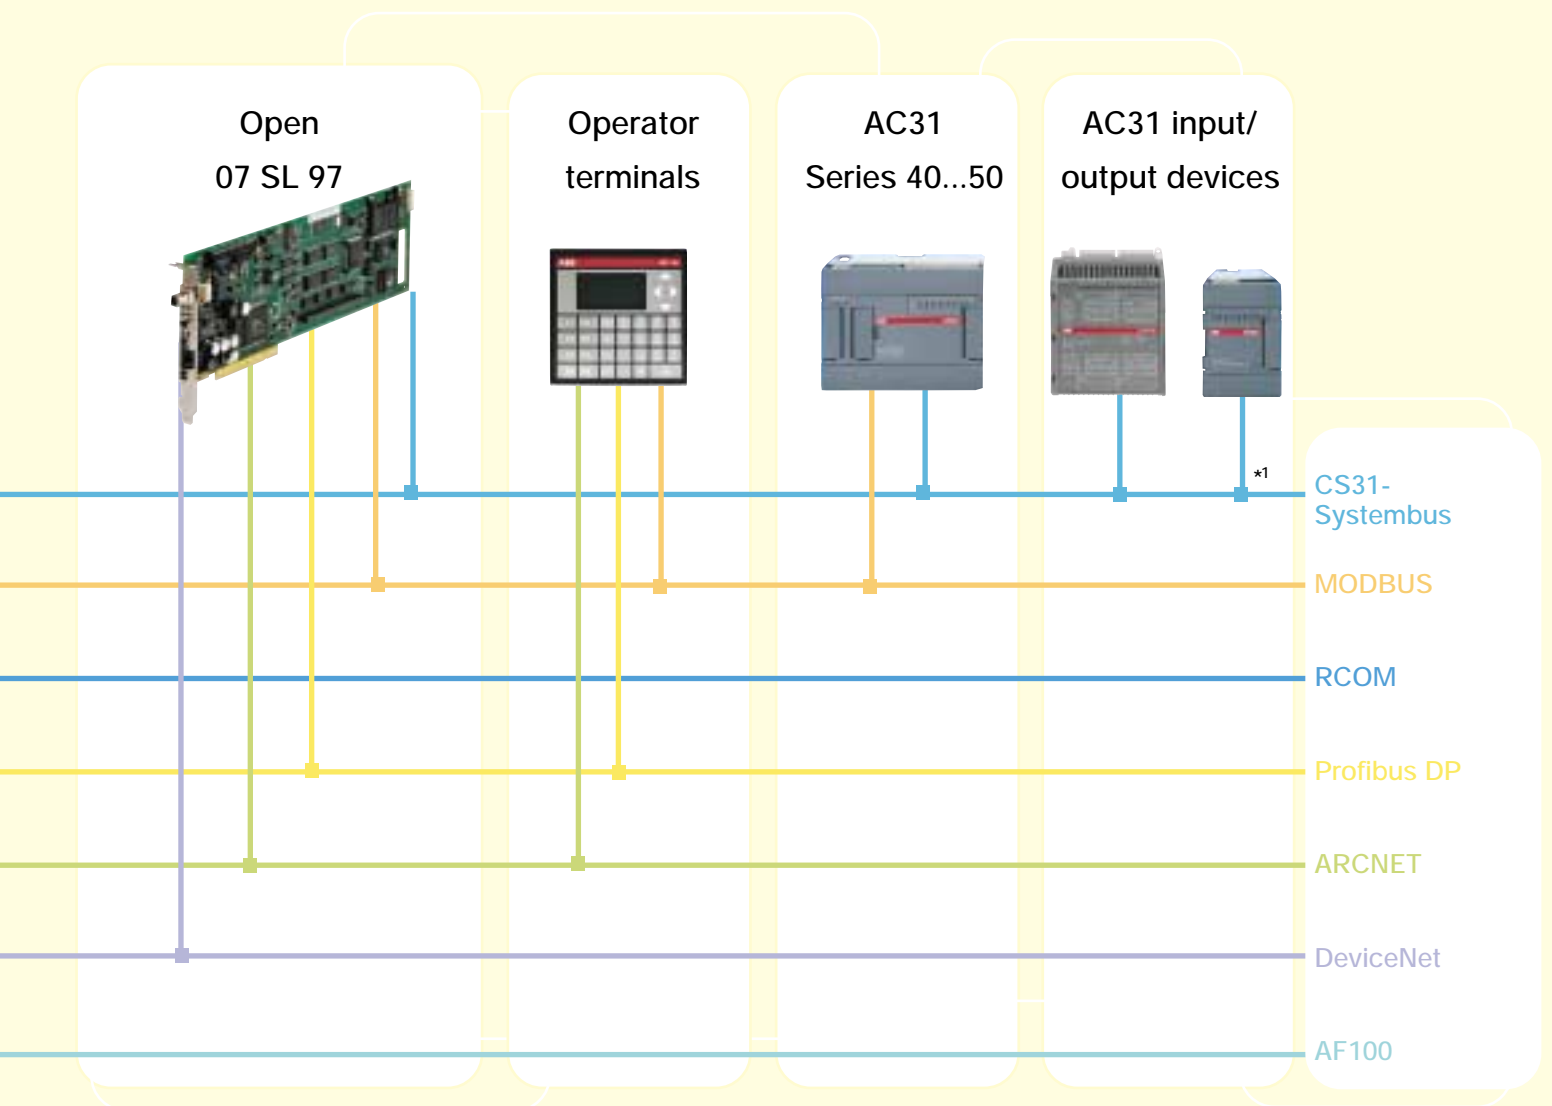 Open
07 SL 97
Operator
terminals
AC31
Series 40...50
AC31 input/
output devices
*1
CS31-
Systembus
MODBUS
RCOM
Profibus DP
ARCNET
DeviceNet
AF100